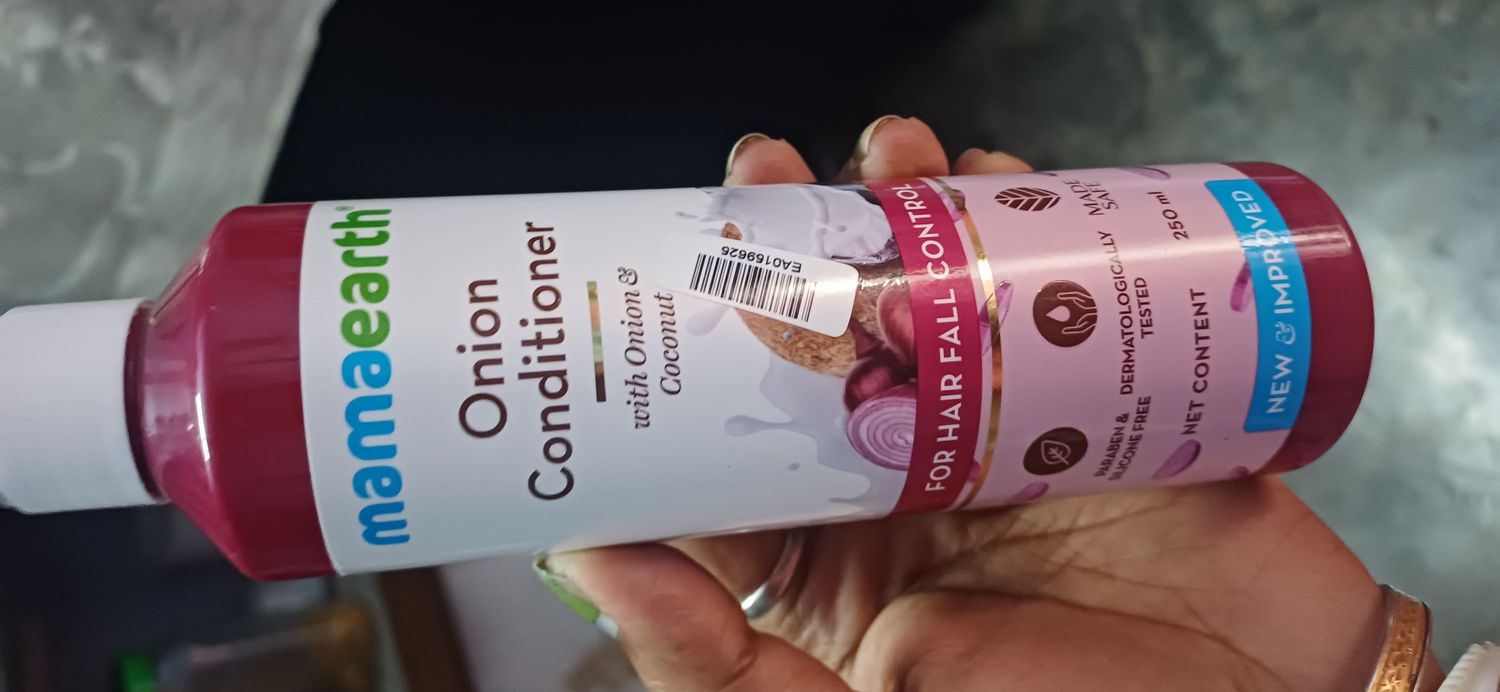 mamaearth®
Onion
Conditioner
with Onion &
Coconut
EA0159625
FOR HAIR FALL CONTROL
PARABEN &
SILICONE FREE
DERMATOLOGICALLY
TESTED
MADE
SAFE
NET CONTENT
250 ml
NEW & IMPROVED